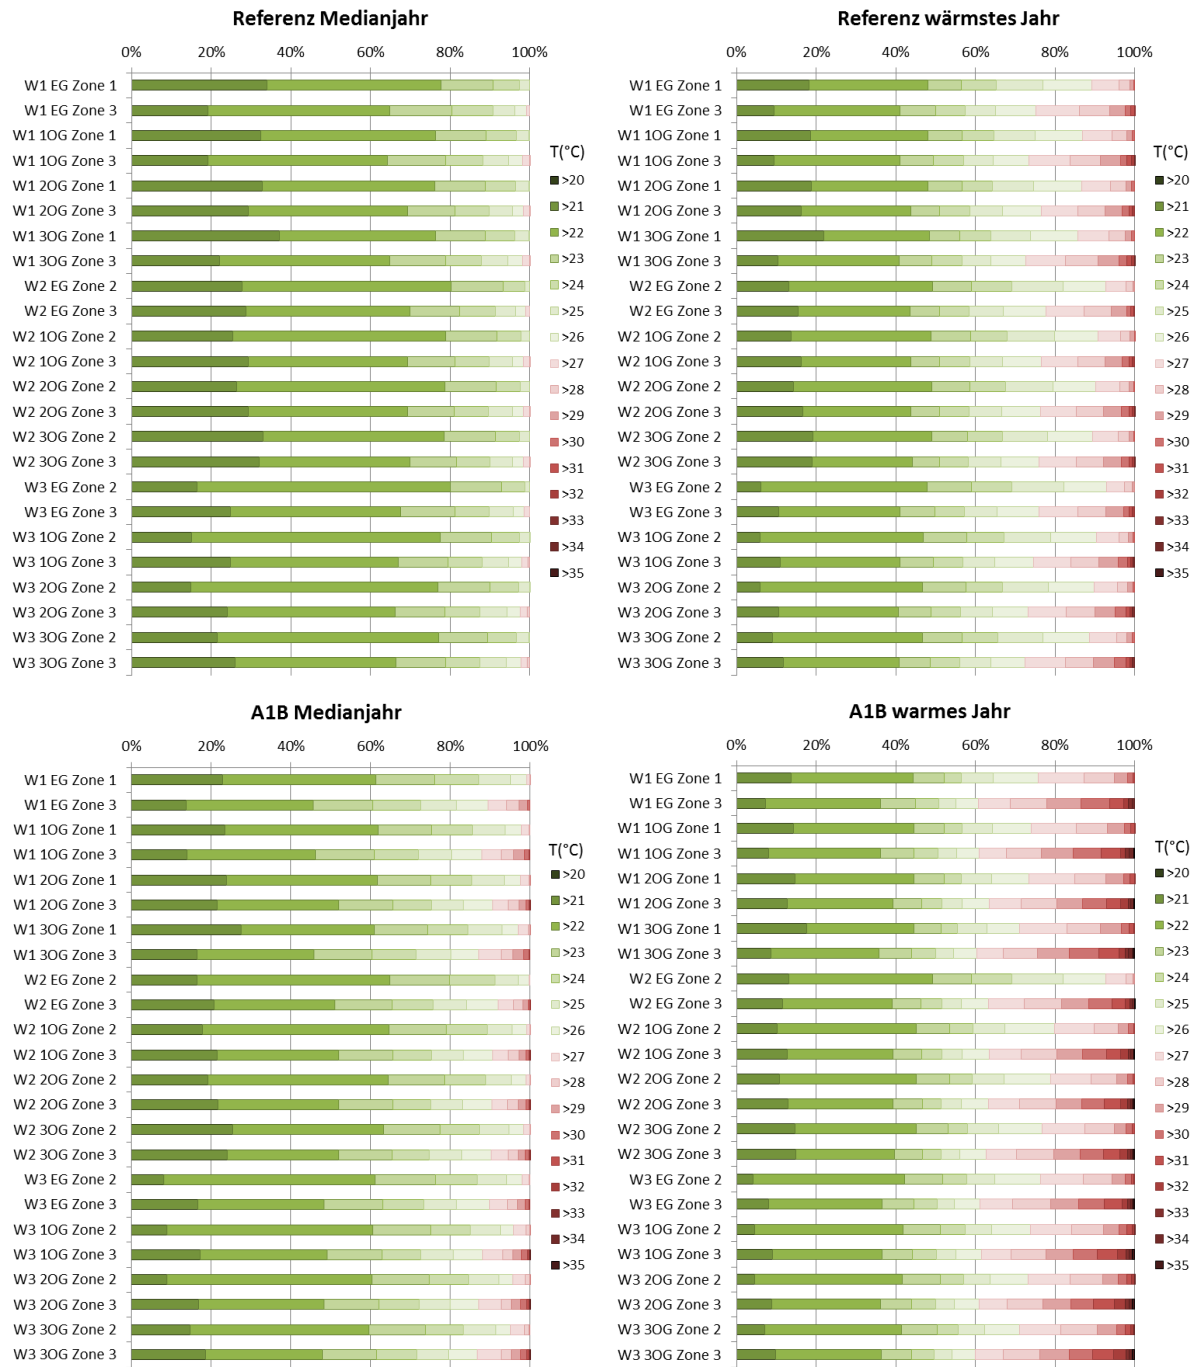 Referenz Medianjahr
0% 20% 40% 60% 80% 100%
W1 EG Zone 1
W1 EG Zone 3
W1 1OG Zone 1
W1 1OG Zone 3
W1 2OG Zone 1
W1 2OG Zone 3
W1 3OG Zone 1
W1 3OG Zone 3
W2 EG Zone 2
W2 EG Zone 3
W2 1OG Zone 2
W2 1OG Zone 3
W2 2OG Zone 2
W2 2OG Zone 3
W2 3OG Zone 2
W2 3OG Zone 3
W3 EG Zone 2
W3 EG Zone 3
W3 1OG Zone 2
W3 1OG Zone 3
W3 2OG Zone 2
W3 2OG Zone 3
W3 3OG Zone 2
W3 3OG Zone 3
T(°C)
>20
>21
>22
>23
>24
>25
>26
>27
>28
>29
>30
>31
>32
>33
>34
>35
Referenz wärmstes Jahr
0% 20% 40% 60% 80% 100%
W1 EG Zone 1
W1 EG Zone 3
W1 1OG Zone 1
W1 1OG Zone 3
W1 2OG Zone 1
W1 2OG Zone 3
W1 3OG Zone 1
W1 3OG Zone 3
W2 EG Zone 2
W2 EG Zone 3
W2 1OG Zone 2
W2 1OG Zone 3
W2 2OG Zone 2
W2 2OG Zone 3
W2 3OG Zone 2
W2 3OG Zone 3
W3 EG Zone 2
W3 EG Zone 3
W3 1OG Zone 2
W3 1OG Zone 3
W3 2OG Zone 2
W3 2OG Zone 3
W3 3OG Zone 2
W3 3OG Zone 3
T(°C)
>20
>21
>22
>23
>24
>25
>26
>27
>28
>29
>30
>31
>32
>33
>34
>35
A1B Medianjahr
0% 20% 40% 60% 80% 100%
W1 EG Zone 1
W1 EG Zone 3
W1 1OG Zone 1
W1 1OG Zone 3
W1 2OG Zone 1
W1 2OG Zone 3
W1 3OG Zone 1
W1 3OG Zone 3
W2 EG Zone 2
W2 EG Zone 3
W2 1OG Zone 2
W2 1OG Zone 3
W2 2OG Zone 2
W2 2OG Zone 3
W2 3OG Zone 2
W2 3OG Zone 3
W3 EG Zone 2
W3 EG Zone 3
W3 1OG Zone 2
W3 1OG Zone 3
W3 2OG Zone 2
W3 2OG Zone 3
W3 3OG Zone 2
W3 3OG Zone 3
T(°C)
>20
>21
>22
>23
>24
>25
>26
>27
>28
>29
>30
>31
>32
>33
>34
>35
A1B warmes Jahr
0% 20% 40% 60% 80% 100%
W1 EG Zone 1
W1 EG Zone 3
W1 1OG Zone 1
W1 1OG Zone 3
W1 2OG Zone 1
W1 2OG Zone 3
W1 3OG Zone 1
W1 3OG Zone 3
W2 EG Zone 2
W2 EG Zone 3
W2 1OG Zone 2
W2 1OG Zone 3
W2 2OG Zone 2
W2 2OG Zone 3
W2 3OG Zone 2
W2 3OG Zone 3
W3 EG Zone 2
W3 EG Zone 3
W3 1OG Zone 2
W3 1OG Zone 3
W3 2OG Zone 2
W3 2OG Zone 3
W3 3OG Zone 2
W3 3OG Zone 3
T(°C)
>20
>21
>22
>23
>24
>25
>26
>27
>28
>29
>30
>31
>32
>33
>34
>35